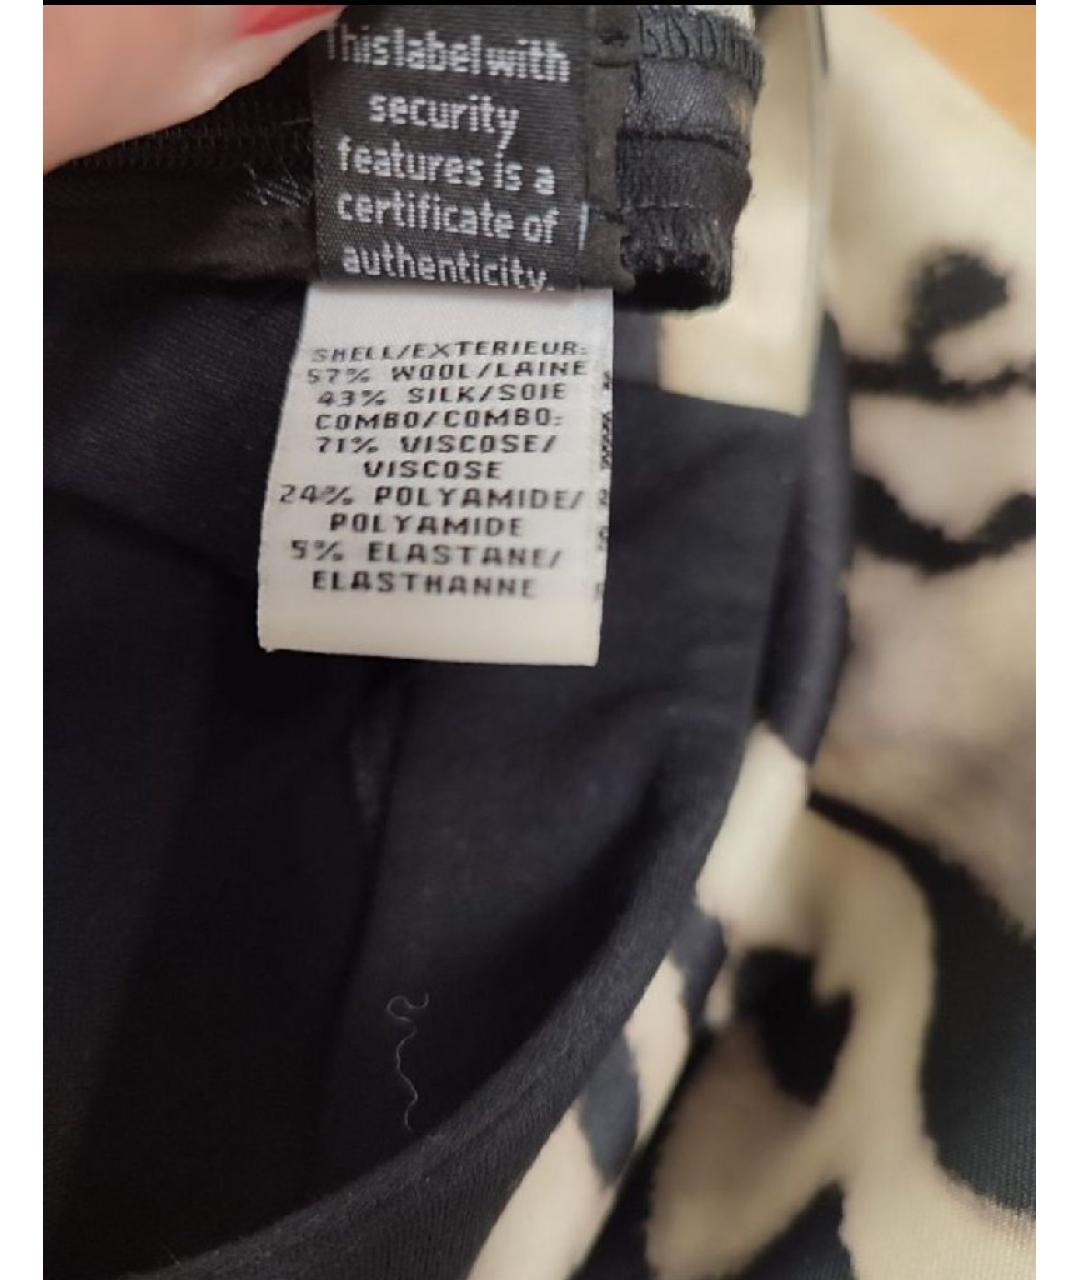 This label with
security
features is a
certificate of
authenticity.
SHELL/EXTERIEUR:
57% WOOL/LAINE
43% SILK/SOIE
COMBO/COMBO:
71% VISCOSE/
VISCOSE
24% POLYAMIDE/
POLYAMIDE
5% ELASTANE/
ELASTHANNE